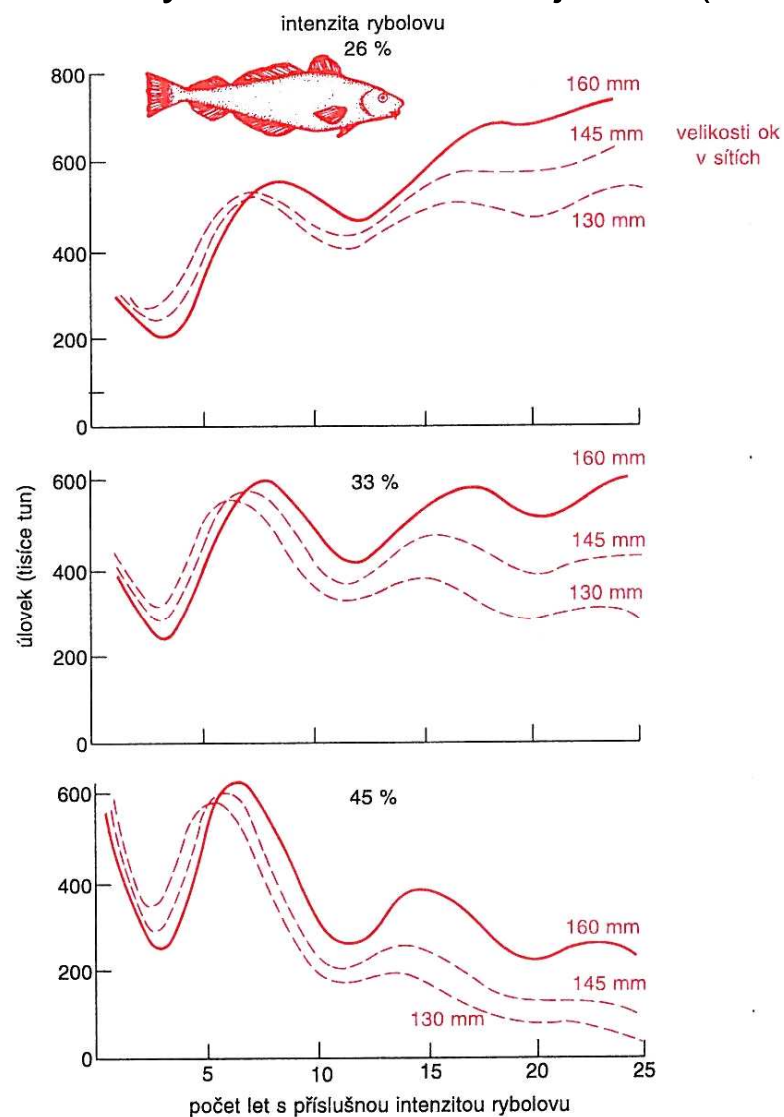 intenzita rybolovu
26 %
800
600
400
200
0
160 mm
145 mm
130 mm
velikosti ok
v sítích
úlovek (tisíce tun)
33 %
600
400
200
0
160 mm
145 mm
130 mm
45 %
600
400
200
0
160 mm
145 mm
130 mm
5
10
15
20
25
počet let s příslušnou intenzitou rybolovu